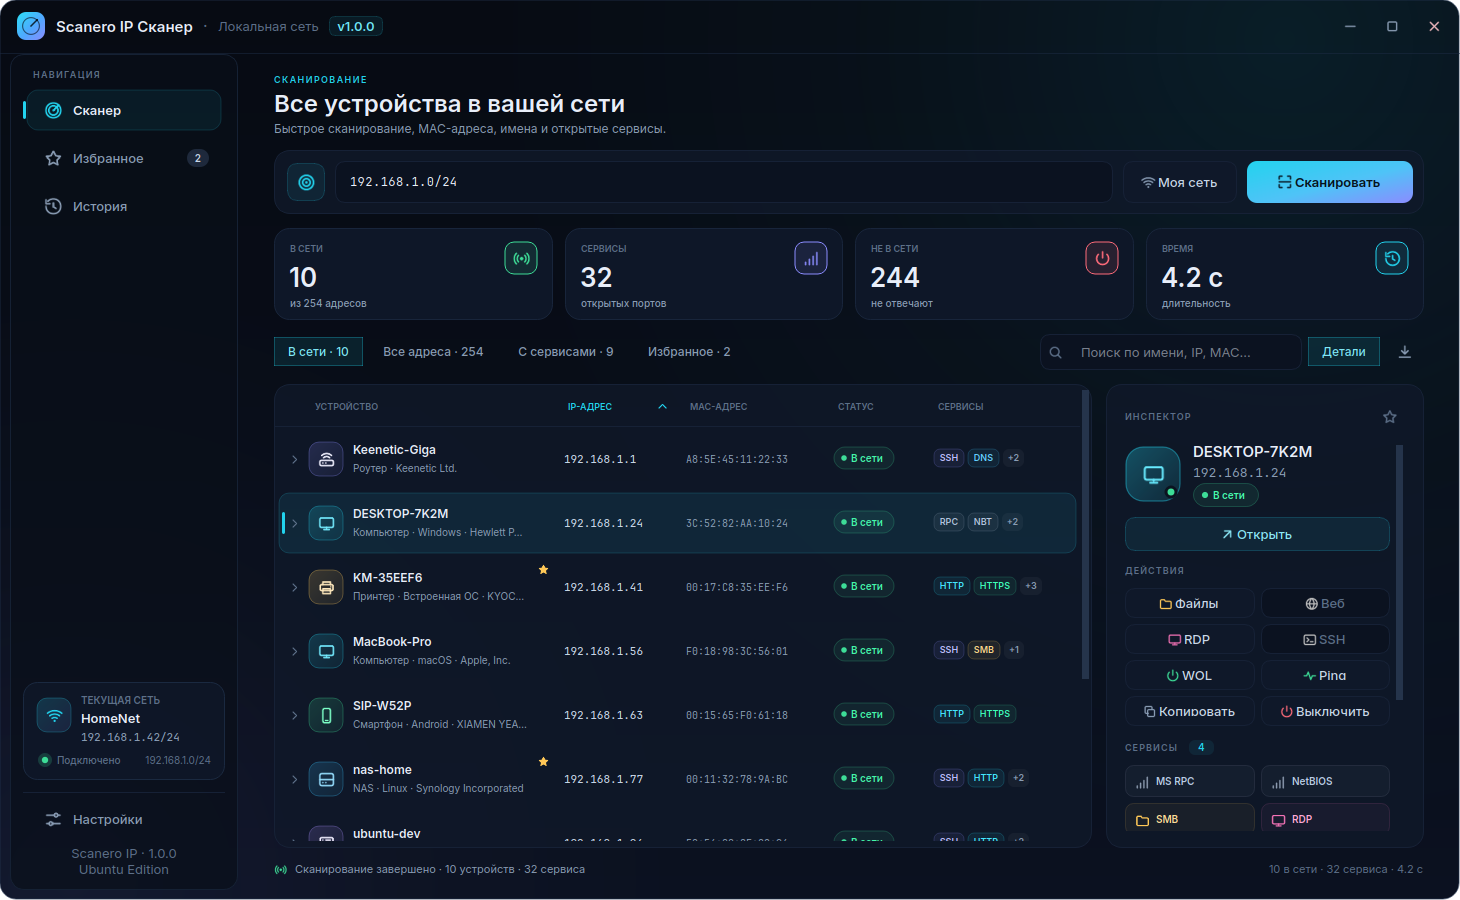 Scanero IP Сканер · Локальная сеть v1.0.0
НАВИГАЦИЯ
Сканер
Избранное 2
История
ТЕКУЩАЯ СЕТЬ
HomeNet
192.168.1.42/24
Подключено 192.168.1.0/24
Настройки
Scanero IP · 1.0.0
Ubuntu Edition
СКАНИРОВАНИЕ
Все устройства в вашей сети
Быстрое сканирование, MAC-адреса, имена и открытые сервисы.
192.168.1.0/24 Моя сеть Сканировать
В СЕТИ
10
из 254 адресов
СЕРВИСЫ
32
открытых портов
НЕ В СЕТИ
244
не отвечают
ВРЕМЯ
4.2 с
длительность
В сети · 10 Все адреса · 254 С сервисами · 9 Избранное · 2 Поиск по имени, IP, MAC... Детали
УСТРОЙСТВО IP-АДРЕС MAC-АДРЕС СТАТУС СЕРВИСЫ
Keenetic-Giga
Роутер · Keenetic Ltd.
192.168.1.1 A8:5E:45:11:22:33 В сети SSH DNS +2
DESKTOP-7K2M
Компьютер · Windows · Hewlett P...
192.168.1.24 3C:52:82:AA:10:24 В сети RPC NBT +2
KM-35EEF6
Принтер · Встроенная ОС · KYOC...
192.168.1.41 00:17:C8:35:EE:F6 В сети HTTP HTTPS +3
MacBook-Pro
Компьютер · macOS · Apple, Inc.
192.168.1.56 F0:18:98:3C:56:01 В сети SSH SMB +1
SIP-W52P
Смартфон · Android · XIAMEN YEA...
192.168.1.63 00:15:65:F0:61:18 В сети HTTP HTTPS
nas-home
NAS · Linux · Synology Incorporated
192.168.1.77 00:11:32:78:9A:BC В сети SSH HTTP +2
ubuntu-dev
В сети SSH HTTP
ИНСПЕКТОР
DESKTOP-7K2M
192.168.1.24
В сети
Открыть
ДЕЙСТВИЯ
Файлы Веб
RDP SSH
WOL Ping
Копировать Выключить
СЕРВИСЫ 4
MS RPC NetBIOS
SMB RDP
Сканирование завершено · 10 устройств · 32 сервиса
10 в сети · 32 сервиса · 4.2 с